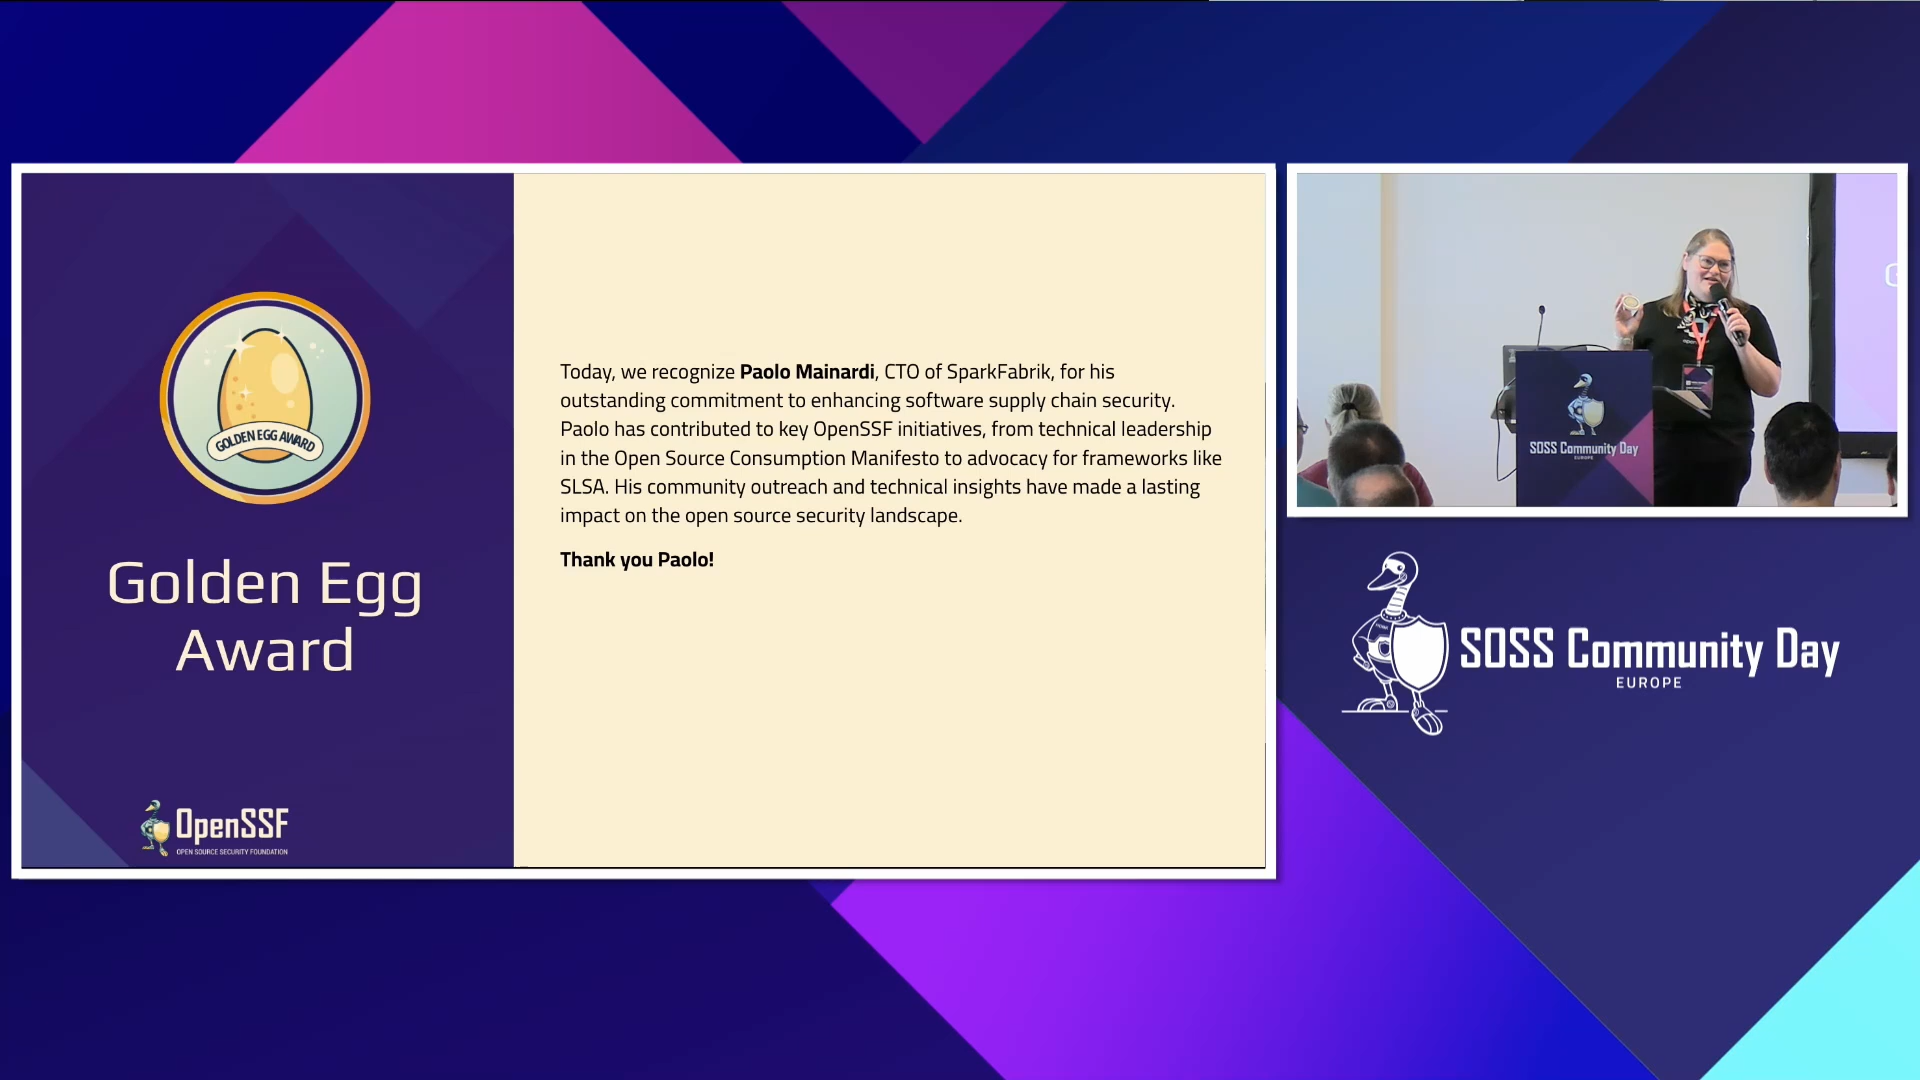 GOLDEN EGG AWARD
Golden Egg
Award
OpenSSF
OPEN SOURCE SECURITY FOUNDATION
Today, we recognize Paolo Mainardi, CTO of SparkFabrik, for his
outstanding commitment to enhancing software supply chain security.
Paolo has contributed to key OpenSSF initiatives, from technical leadership
in the Open Source Consumption Manifesto to advocacy for frameworks like
SLSA. His community outreach and technical insights have made a lasting
impact on the open source security landscape.
Thank you Paolo!
SOSS Community Day
EUROPE
SOSS Community Day
EUROPE